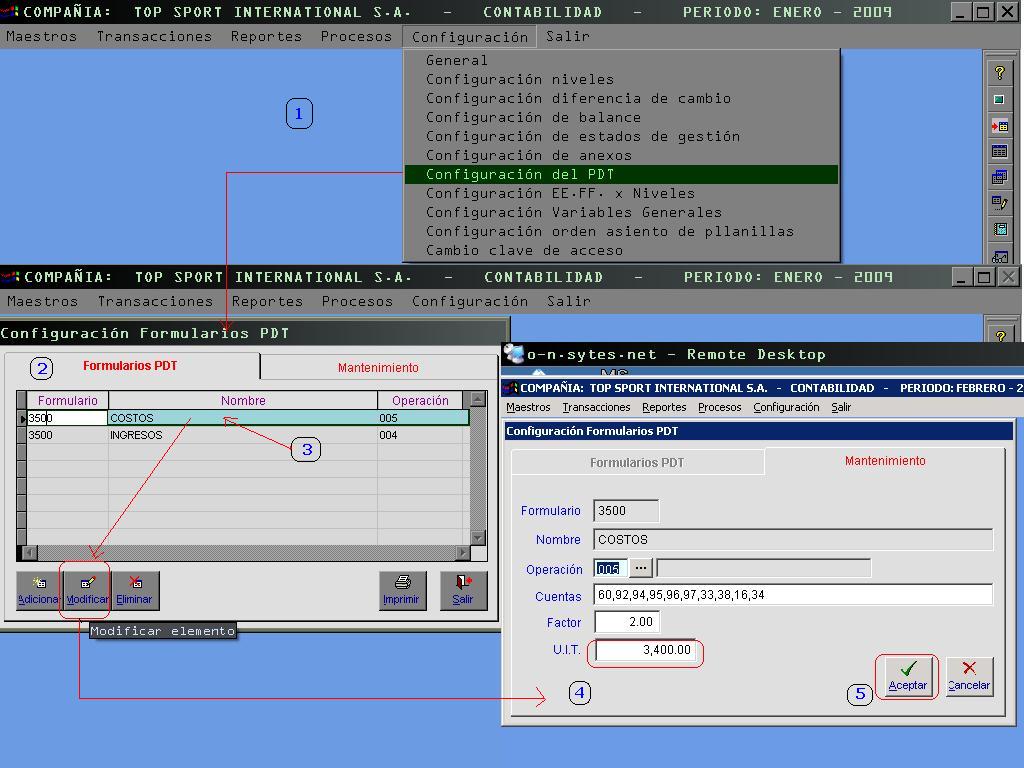 COMPAÑIA:  TOP SPORT INTERNATIONAL S.A.  -  CONTABILIDAD  -  PERIODO: ENERO - 2009
Maestros  Transacciones  Reportes  Procesos  Configuración  Salir
General
Configuración niveles
Configuración diferencia de cambio
Configuración de balance
Configuración de estados de gestión
Configuración de anexos
Configuración del PDT
Configuración EE.FF. x Niveles
Configuración Variables Generales
Configuración orden asiento de pllanillas
Cambio clave de acceso
1
COMPAÑIA:  TOP SPORT INTERNATIONAL S.A.  -  CONTABILIDAD  -  PERIODO: ENERO - 2009
Maestros  Transacciones  Reportes  Procesos  Configuración  Salir
Configuración Formularios PDT
2
Formularios PDT  Mantenimiento
Formulario  Nombre  Operación
3500  COSTOS  005
3500  INGRESOS  004
3
Adiciona  Modificar  Eliminar  Imprimir  Salir
Modificar elemento
o-n.sytes.net - Remote Desktop
COMPAÑIA:  TOP SPORT INTERNATIONAL S.A.  -  CONTABILIDAD  -  PERIODO: FEBRERO - 2
Maestros  Transacciones  Reportes  Procesos  Configuración  Salir
Configuración Formularios PDT
Formularios PDT  Mantenimiento
Formulario  3500
Nombre  COSTOS
Operación  005  ...
Cuentas  60,92,94,95,96,97,33,38,16,34
Factor  2.00
U.I.T.  3,400.00
4
5
Aceptar  Cancelar